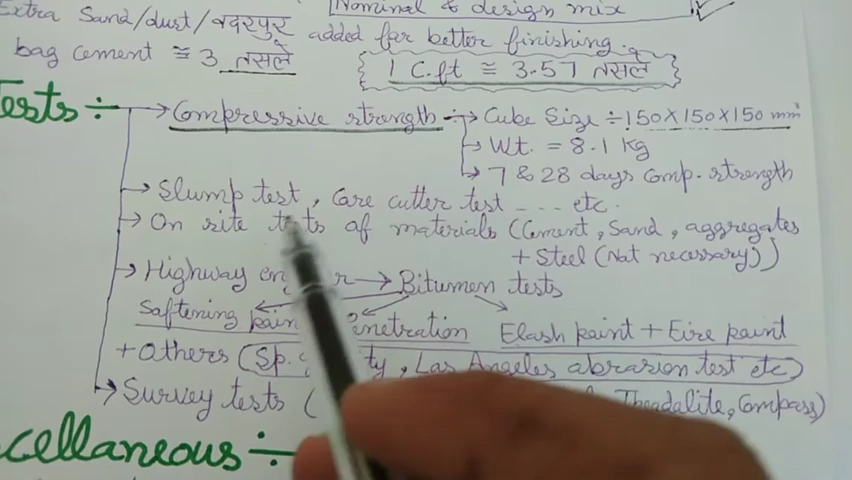 Nominal & design mix
Extra Sand/dust/बदरपुर added for better finishing.
bag cement ≅ 3 तसले
1 C.ft ≅ 3.57 तसले
Tests ÷ → Compressive strength ÷ → Cube Size ÷ 150 X 150 X 150 mm
→ Wt. = 8.1 Kg
→ 7 & 28 days Comp. strength
→ Slump test, Core cutter test - - - - etc.
→ On site tests of materials (Cement, Sand, aggregates
+ Steel (Not necessary))
→ Highway → Bitumen tests
Softening Penetration Flash point + Fire point
+ Others (Sp. , Los Angeles abrasion test etc)
→ Survey tests ( Theodolite, Compass)
cellaneous ÷